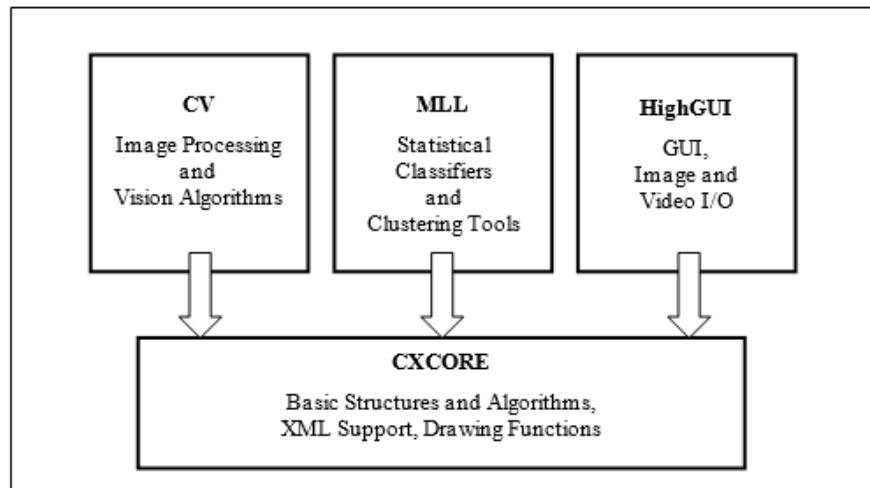 CV
Image Processing
and
Vision Algorithms
MLL
Statistical
Classifiers
and
Clustering Tools
HighGUI
GUI,
Image and
Video I/O
CXCORE
Basic Structures and Algorithms,
XML Support, Drawing Functions